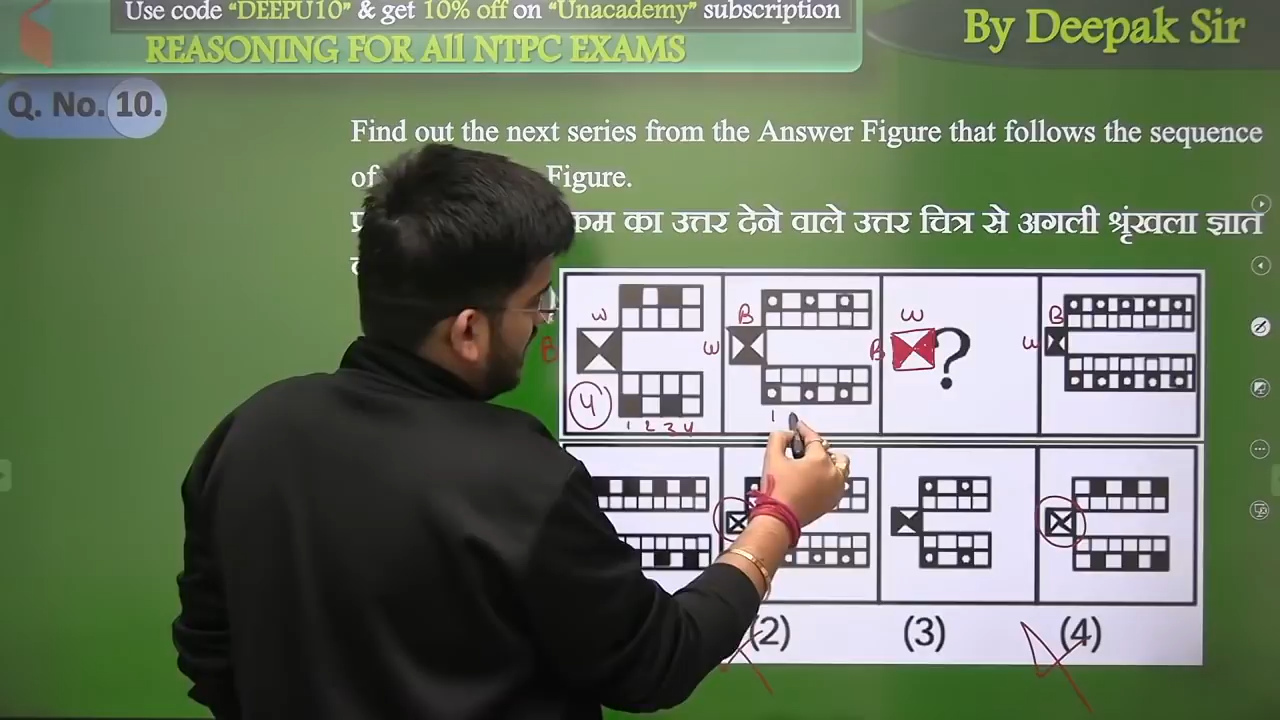 Use code “DEEPU10” & get 10% off on “Unacademy” subscription
REASONING FOR All NTPC EXAMS
By Deepak Sir
Q. No. 10.
Find out the next series from the Answer Figure that follows the sequence
of Figure.
कम का उत्तर देने वाले उत्तर चित्र से अगली श्रृंखला ज्ञात
W
B
4
1 2 3 4
B
W
1
W
B
?
B
W
(2)
(3)
(4)